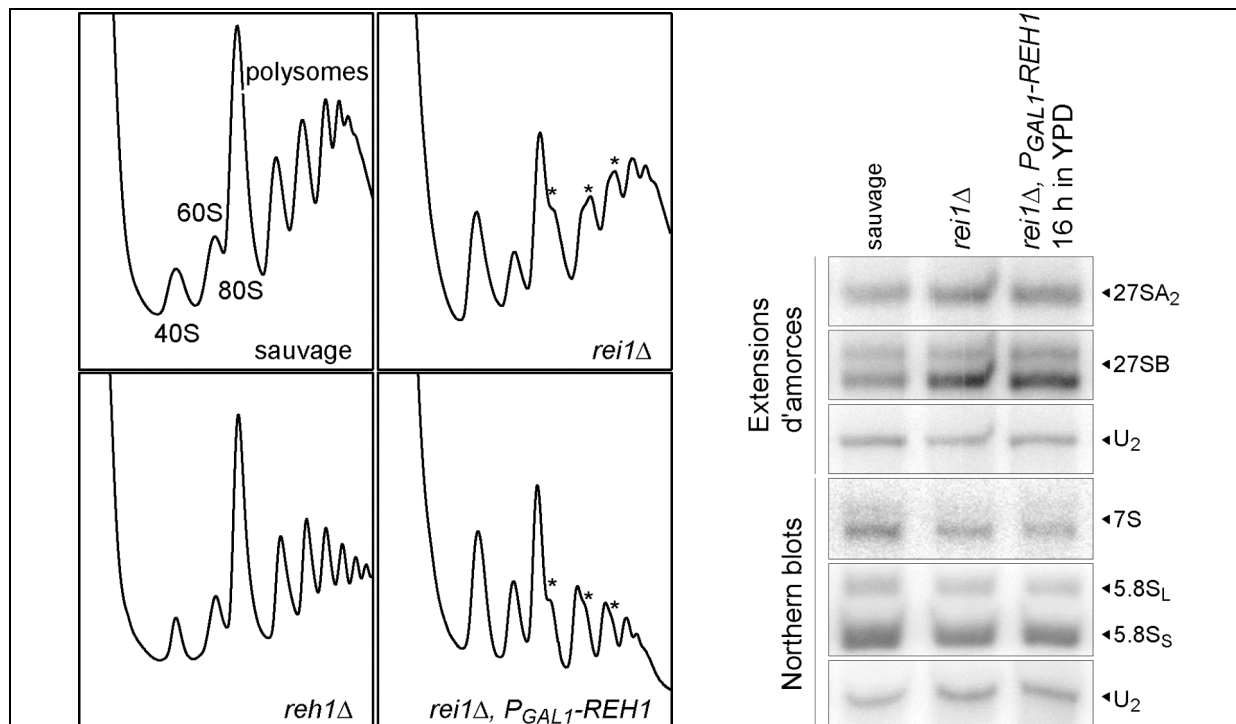 polysomes
60S
80S
40S
sauvage
*
*
*
rei1Δ
reh1Δ
*
*
*
rei1Δ, PGAL1-REH1
sauvage
rei1Δ
rei1Δ, PGAL1-REH1
16 h in YPD
Extensions
d'amorces
◄27SA2
◄27SB
◄U2
Northern blots
◄7S
◄5.8SL
◄5.8SS
◄U2